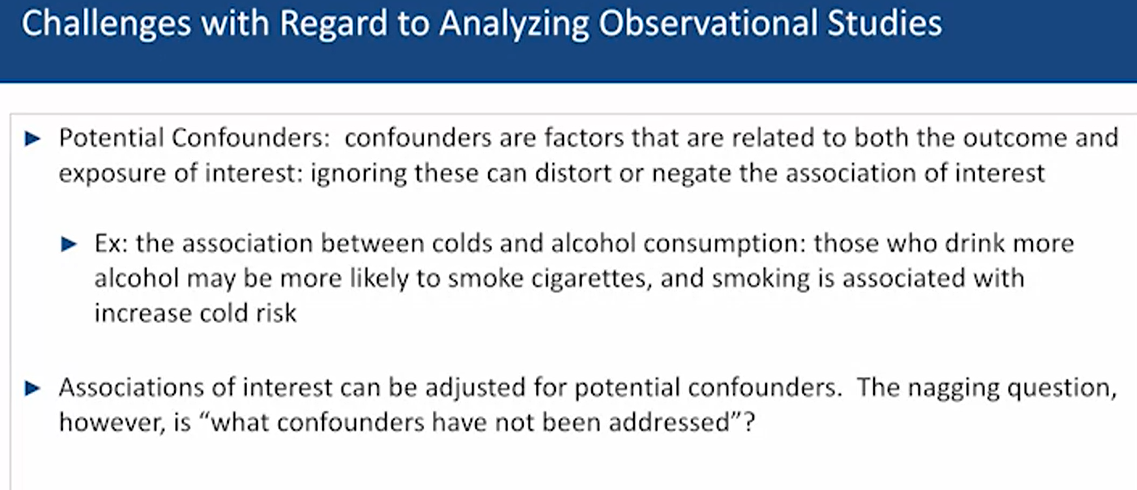 Challenges with Regard to Analyzing Observational Studies
Potential Confounders:  confounders are factors that are related to both the outcome and
exposure of interest: ignoring these can distort or negate the association of interest
Ex: the association between colds and alcohol consumption: those who drink more
alcohol may be more likely to smoke cigarettes, and smoking is associated with
increase cold risk
Associations of interest can be adjusted for potential confounders.  The nagging question,
however, is “what confounders have not been addressed”?